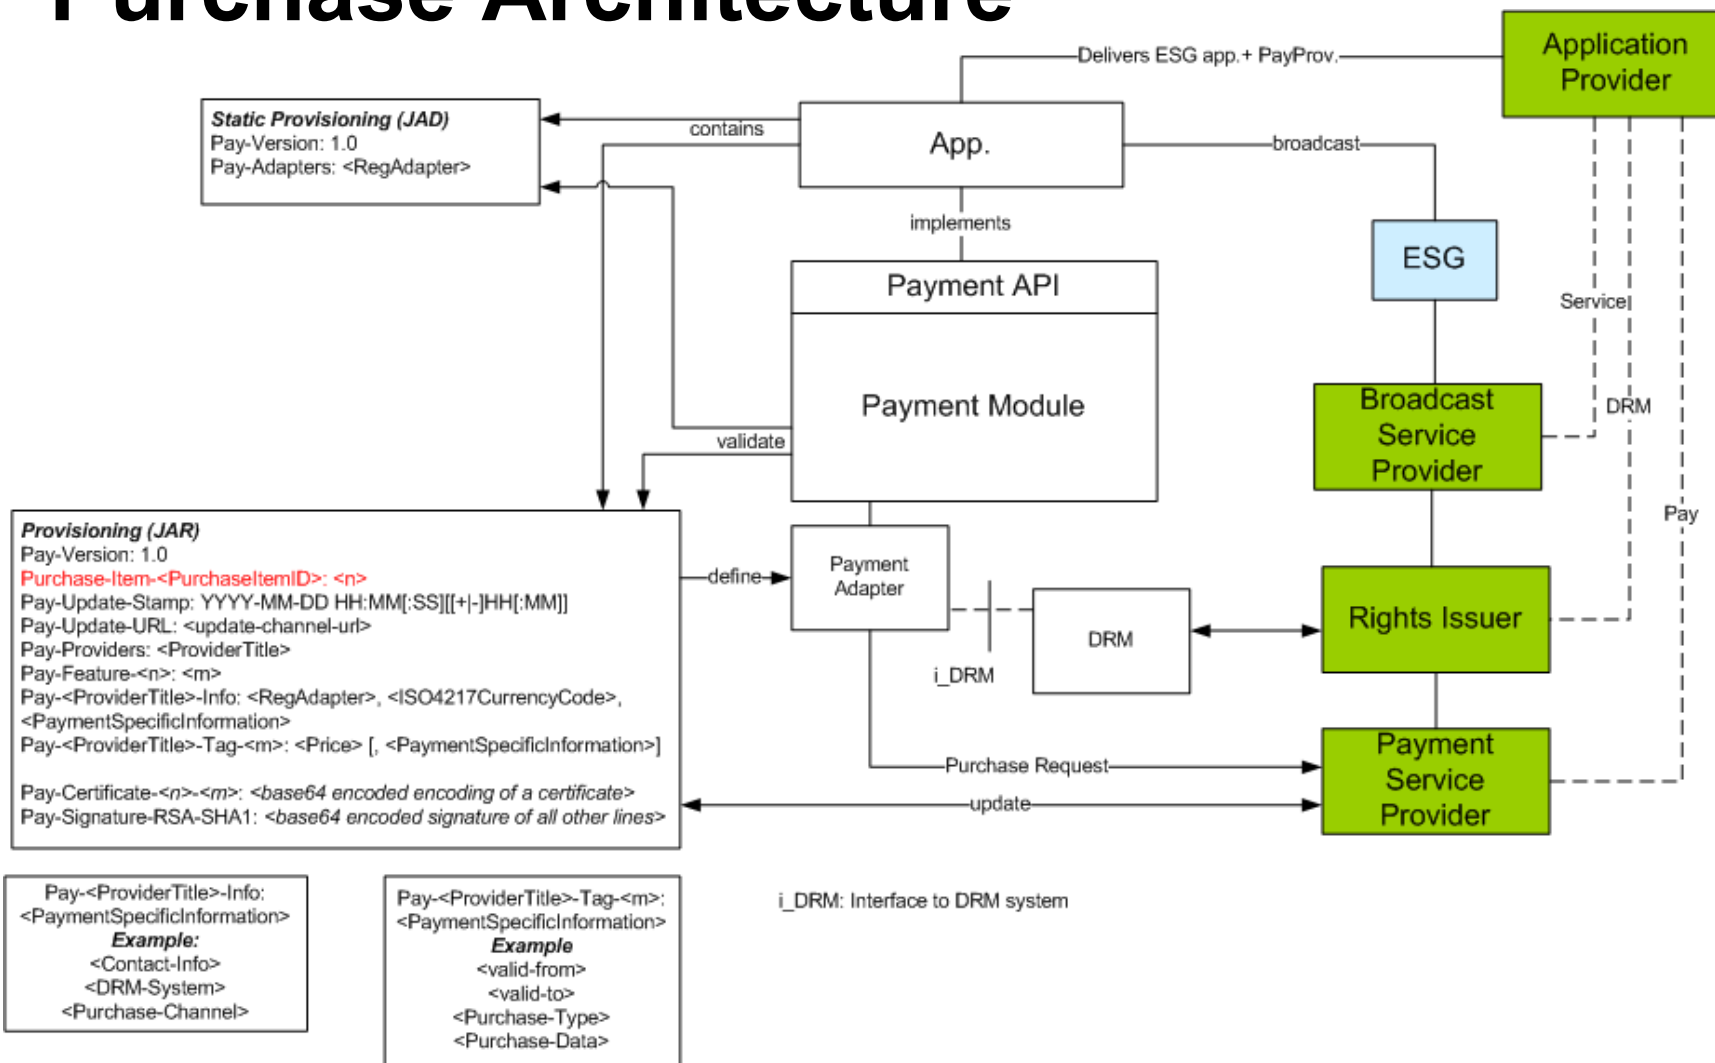 Purchase Architecture
Application
Provider
Delivers ESG app.+ PayProv.
Static Provisioning (JAD)
Pay-Version: 1.0
Pay-Adapters: <RegAdapter>
contains
App.
broadcast
implements
ESG
Payment API
Service
Payment Module
Broadcast
Service
Provider
DRM
validate
Pay
Provisioning (JAR)
Pay-Version: 1.0
Purchase-Item-<PurchaseItemID>: <n>
Pay-Update-Stamp: YYYY-MM-DD HH:MM[:SS][[+|-]HH[:MM]]
Pay-Update-URL: <update-channel-url>
Pay-Providers: <ProviderTitle>
Pay-Feature-<n>: <m>
Pay-<ProviderTitle>-Info: <RegAdapter>, <ISO4217CurrencyCode>,
<PaymentSpecificInformation>
Pay-<ProviderTitle>-Tag-<m>: <Price> [, <PaymentSpecificInformation>]
Pay-Certificate-<n>-<m>: <base64 encoded encoding of a certificate>
Pay-Signature-RSA-SHA1: <base64 encoded signature of all other lines>
define
Payment
Adapter
i_DRM
DRM
Rights Issuer
Purchase Request
update
Payment
Service
Provider
Pay-<ProviderTitle>-Info:
<PaymentSpecificInformation>
Example:
<Contact-Info>
<DRM-System>
<Purchase-Channel>
Pay-<ProviderTitle>-Tag-<m>:
<PaymentSpecificInformation>
Example
<valid-from>
<valid-to>
<Purchase-Type>
<Purchase-Data>
i_DRM: Interface to DRM system